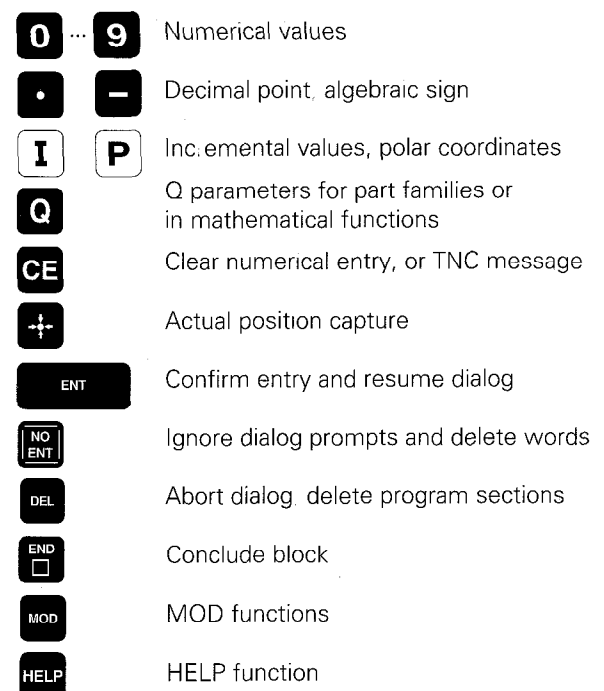 0 ... 9 Numerical values
. − Decimal point, algebraic sign
I P Incremental values, polar coordinates
Q Q parameters for part families or
in mathematical functions
CE Clear numerical entry, or TNC message
Actual position capture
ENT Confirm entry and resume dialog
NO
ENT Ignore dialog prompts and delete words
DEL Abort dialog, delete program sections
END Conclude block
MOD MOD functions
HELP HELP function